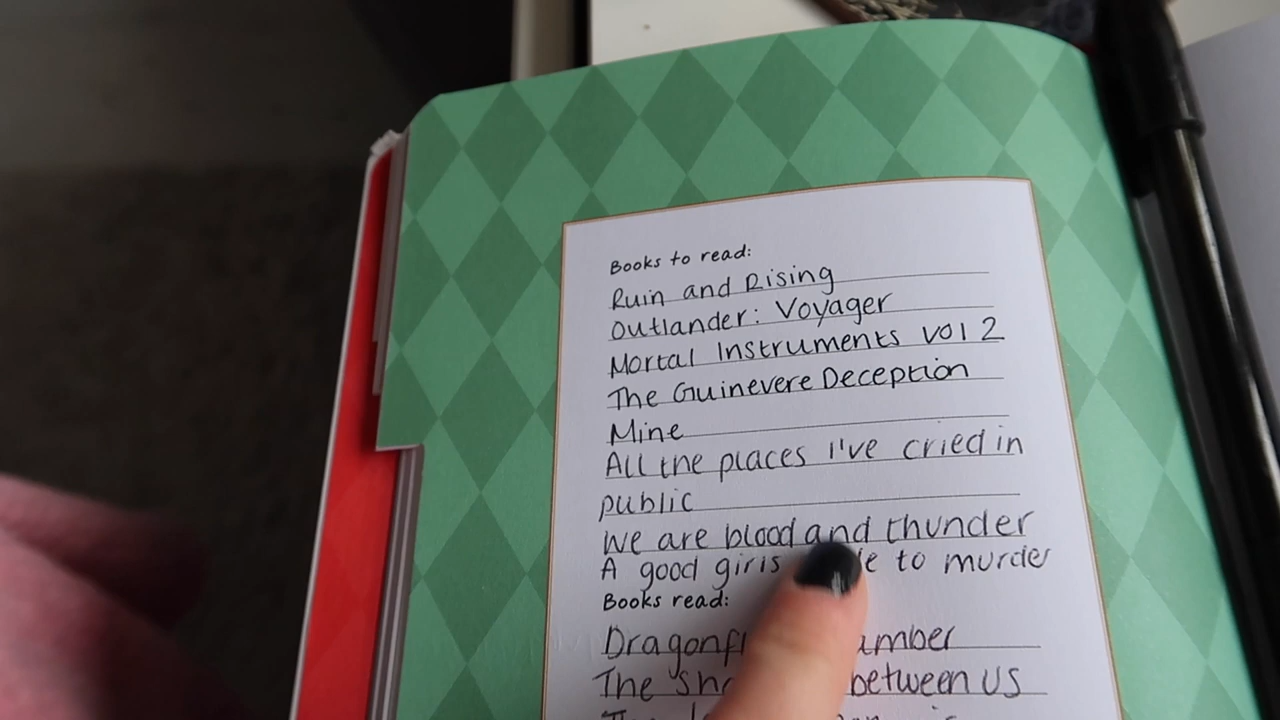 Books to read:
Ruin and Rising
Outlander: Voyager
Mortal Instruments vol 2
The Guinevere Deception
Mine
All the places I've cried in
public
We are blood and thunder
A good girls to murder
Books read:
amber
The between us